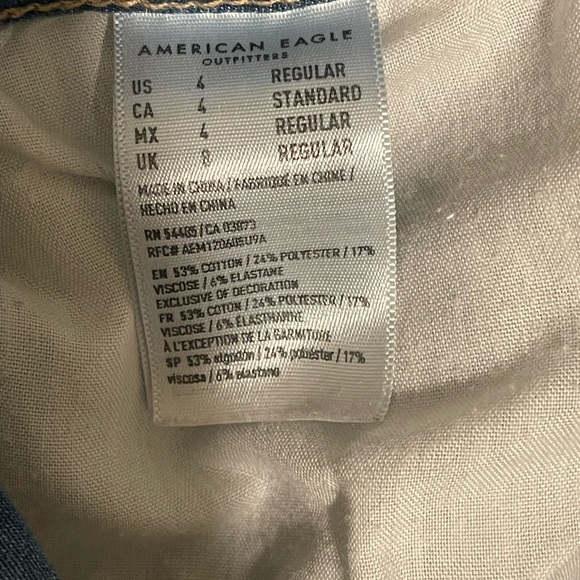 AMERICAN EAGLE
OUTFITTERS
US 4 REGULAR
CA 4 STANDARD
MX 4 REGULAR
UK 8 REGULAR
MADE IN CHINA / FABRIQUÉ EN CHINE /
HECHO EN CHINA
RN 54485 / CA 03873
RFC# AEM120605U9A
EN 53% COTTON / 24% POLYESTER / 17%
VISCOSE / 6% ELASTANE
EXCLUSIVE OF DECORATION
FR 53% COTON / 24% POLYESTER / 17%
VISCOSE / 6% ÉLASTHANNE
À L'EXCEPTION DE LA GARNITURE
SP 53% algodon / 24% poliéster / 17%
viscosa / 6% elastano